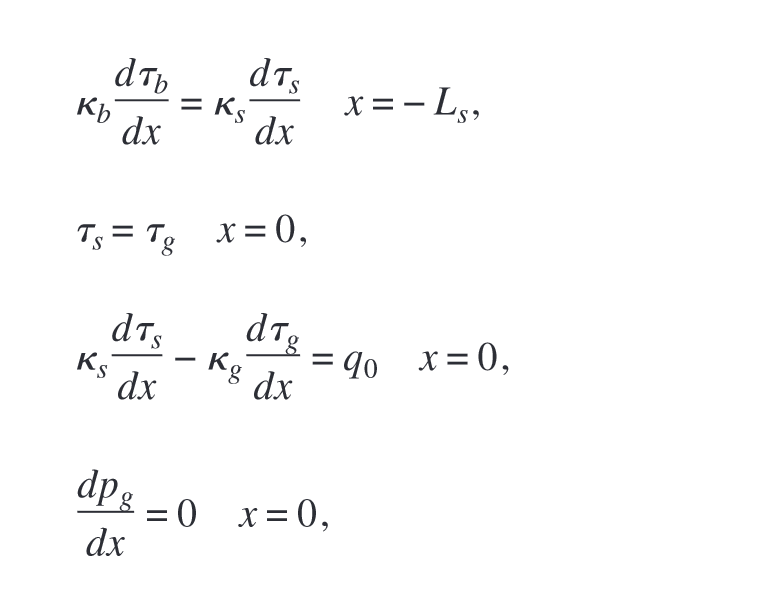 κ_b dτ_b/dx = κ_s dτ_s/dx   x = − L_s,
τ_s = τ_g   x = 0,
κ_s dτ_s/dx − κ_g dτ_g/dx = q_0   x = 0,
dp_g/dx = 0   x = 0,